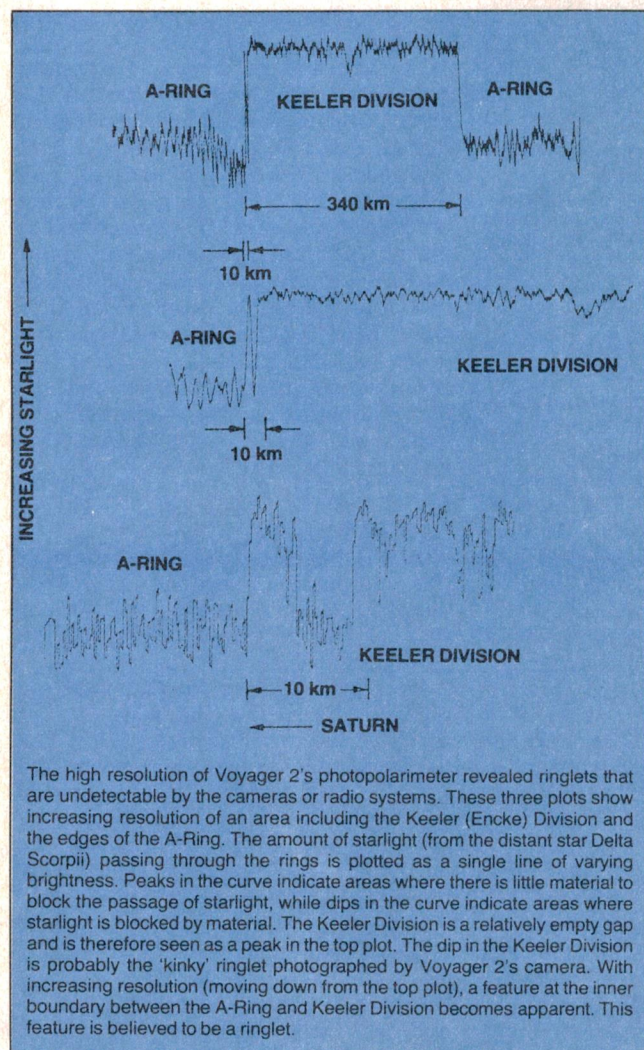 A-RING
KEELER DIVISION
A-RING
340 km
10 km
A-RING
KEELER DIVISION
10 km
INCREASING STARLIGHT
A-RING
KEELER DIVISION
10 km
SATURN
The high resolution of Voyager 2's photopolarimeter revealed ringlets that
are undetectable by the cameras or radio systems. These three plots show
increasing resolution of an area including the Keeler (Encke) Division and
the edges of the A-Ring. The amount of starlight (from the distant star Delta
Scorpii) passing through the rings is plotted as a single line of varying
brightness. Peaks in the curve indicate areas where there is little material to
block the passage of starlight, while dips in the curve indicate areas where
starlight is blocked by material. The Keeler Division is a relatively empty gap
and is therefore seen as a peak in the top plot. The dip in the Keeler Division
is probably the 'kinky' ringlet photographed by Voyager 2's camera. With
increasing resolution (moving down from the top plot), a feature at the inner
boundary between the A-Ring and Keeler Division becomes apparent. This
feature is believed to be a ringlet.